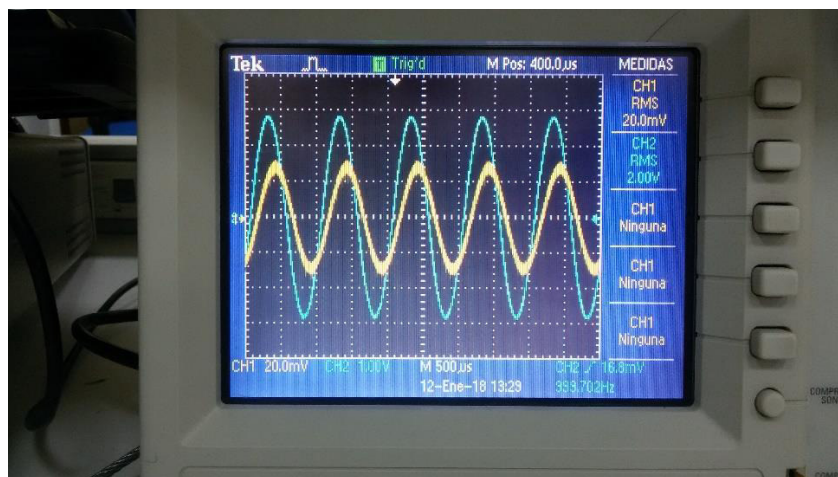 Tek T Trig'd M Pos: 400.0µs MEDIDAS
CH1
RMS
20.0mV
CH2
RMS
2.00V
CH1
Ninguna
CH1
Ninguna
CH1
Ninguna
CH1 20.0mV CH2 1.00V M 500µs CH2 16.8mV
12-Ene-18 13:29 999.702Hz